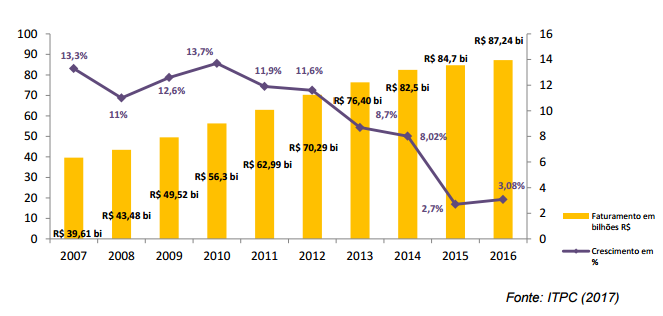 100
90
80
70
60
50
40
30
20
10
0
13,3%
11%
12,6%
13,7%
11,9%
11,6%
8,7%
8,02%
2,7%
3,08%
R$ 39,61 bi
R$ 43,48 bi
R$ 49,52 bi
R$ 56,3 bi
R$ 62,99 bi
R$ 70,29 bi
R$ 76,40 bi
R$ 82,5 bi
R$ 84,7 bi
R$ 87,24 bi
16
14
12
10
8
6
4
2
0
2007 2008 2009 2010 2011 2012 2013 2014 2015 2016
Faturamento em
bilhões R$
Crescimento em
%
Fonte: ITPC (2017)